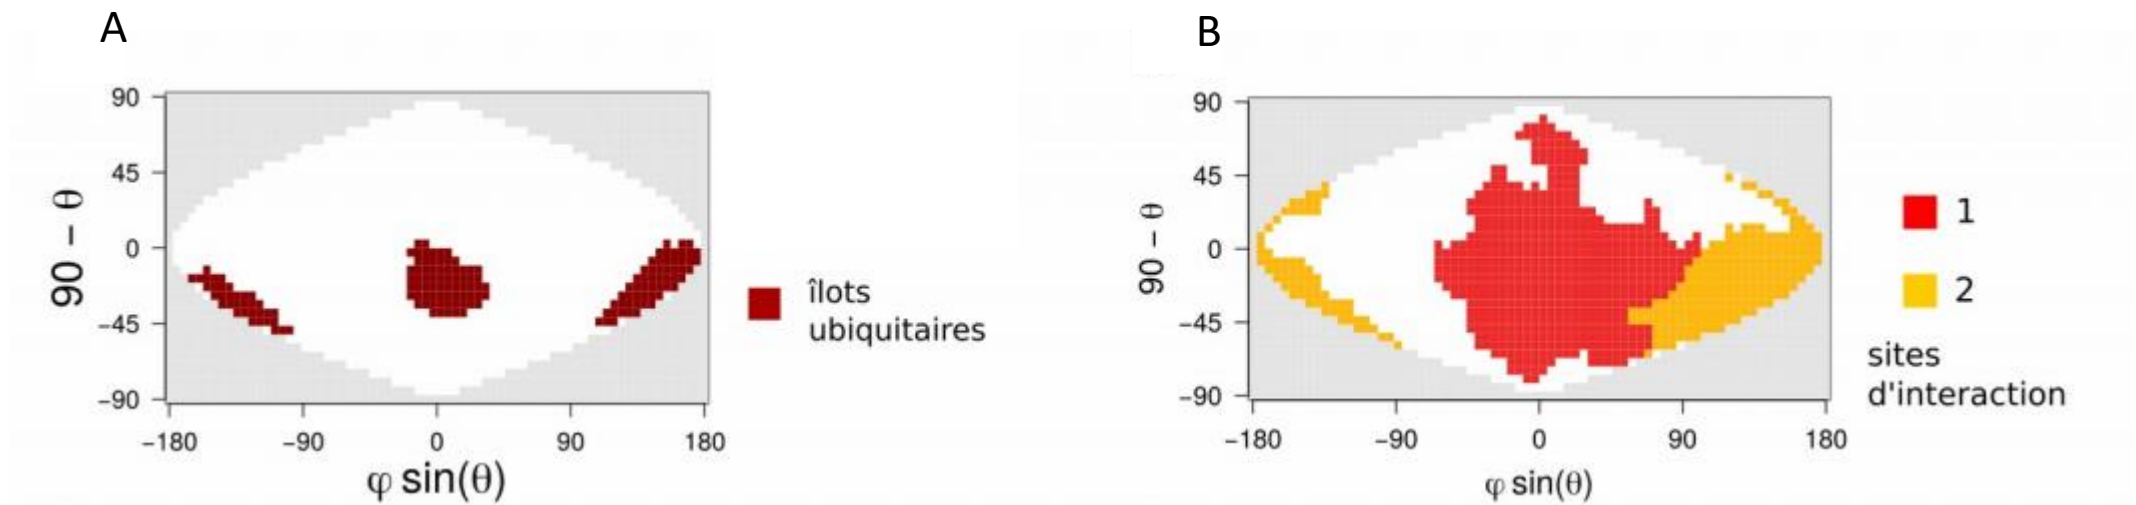 A
90
45
0
−45
−90
90 − θ
−180 −90 0 90 180
φ sin(θ)
îlots
ubiquitaires
B
90
45
0
−45
−90
90 − θ
−180 −90 0 90 180
φ sin(θ)
1
2
sites
d'interaction